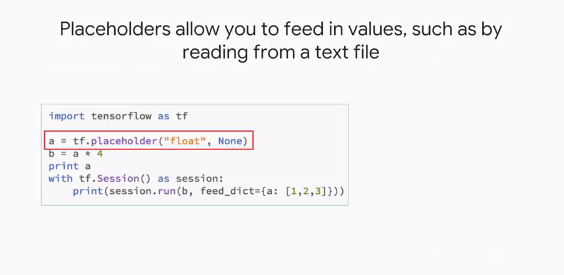 Placeholders allow you to feed in values, such as by
reading from a text file
import tensorflow as tf
a = tf.placeholder("float", None)
b = a * 4
print a
with tf.Session() as session:
    print(session.run(b, feed_dict={a: [1,2,3]}))